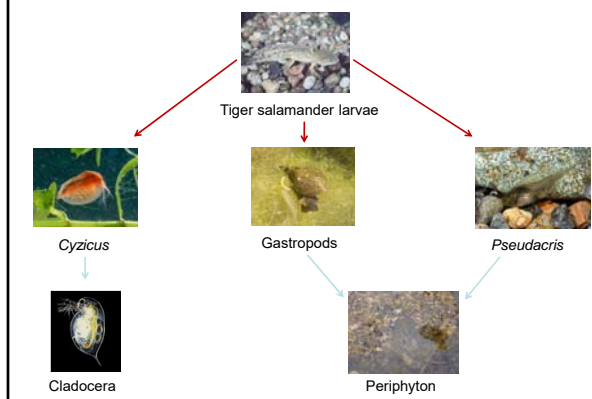 Tiger salamander larvae
Cyzicus
Gastropods
Pseudacris
Cladocera
Periphyton